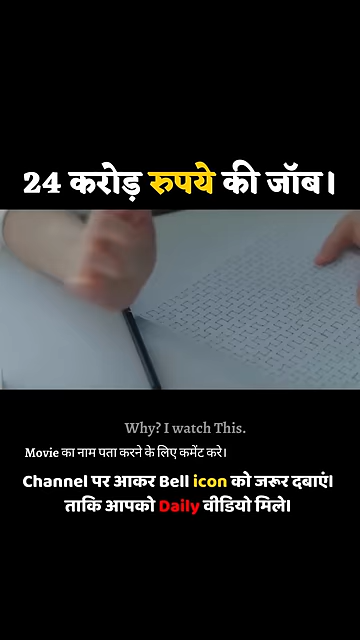 24 करोड़ रुपये की जॉब।
Why? I watch This.
Movie का नाम पता करने के लिए कमेंट करे।
Channel पर आकर Bell icon को जरूर दबाएं।
ताकि आपको Daily वीडियो मिले।